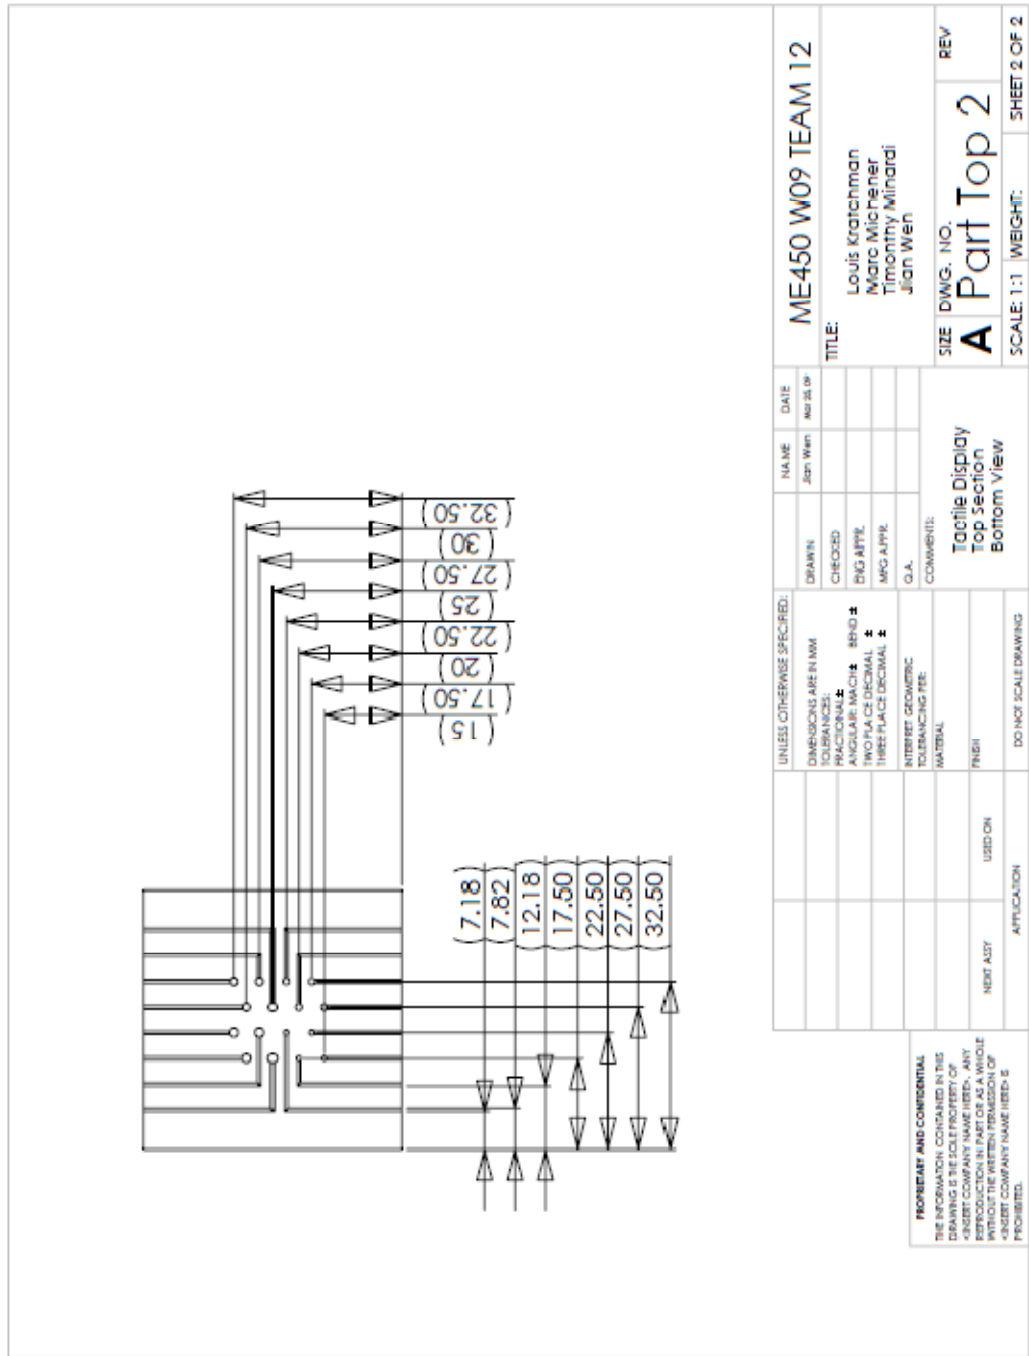 (32.50)
(30)
(27.50)
(25)
(22.50)
(20)
(17.50)
(15)
(7.18)
(7.82)
(12.18)
(17.50)
(22.50)
(27.50)
(32.50)
PROPRIETARY AND CONFIDENTIAL
THE INFORMATION CONTAINED IN THIS
DRAWING IS THE SOLE PROPERTY OF
<INSERT COMPANY NAME HERE>. ANY
REPRODUCTION IN PART OR AS A WHOLE
WITHOUT THE WRITTEN PERMISSION OF
<INSERT COMPANY NAME HERE> IS
PROHIBITED.
NEXT ASSY
USED ON
APPLICATION
UNLESS OTHERWISE SPECIFIED:
DIMENSIONS ARE IN MM
TOLERANCES:
FRACTIONAL±
ANGULAR: MACH± BEND ±
TWO PLACE DECIMAL ±
THREE PLACE DECIMAL ±
INTERPRET GEOMETRIC
TOLERANCING PER:
MATERIAL
FINISH
DO NOT SCALE DRAWING
NAME
DATE
DRAWN
Jian Wen
Mar 25, 09
CHECKED
ENG APPR.
MFG APPR.
Q.A.
COMMENTS:
Tactile Display
Top Section
Bottom View
ME450 W09 TEAM 12
TITLE:
Louis Kratchman
Marc Michener
Timonthy Minardi
Jian Wen
SIZE
A
DWG. NO.
Part Top 2
REV
SCALE: 1:1
WEIGHT:
SHEET 2 OF 2